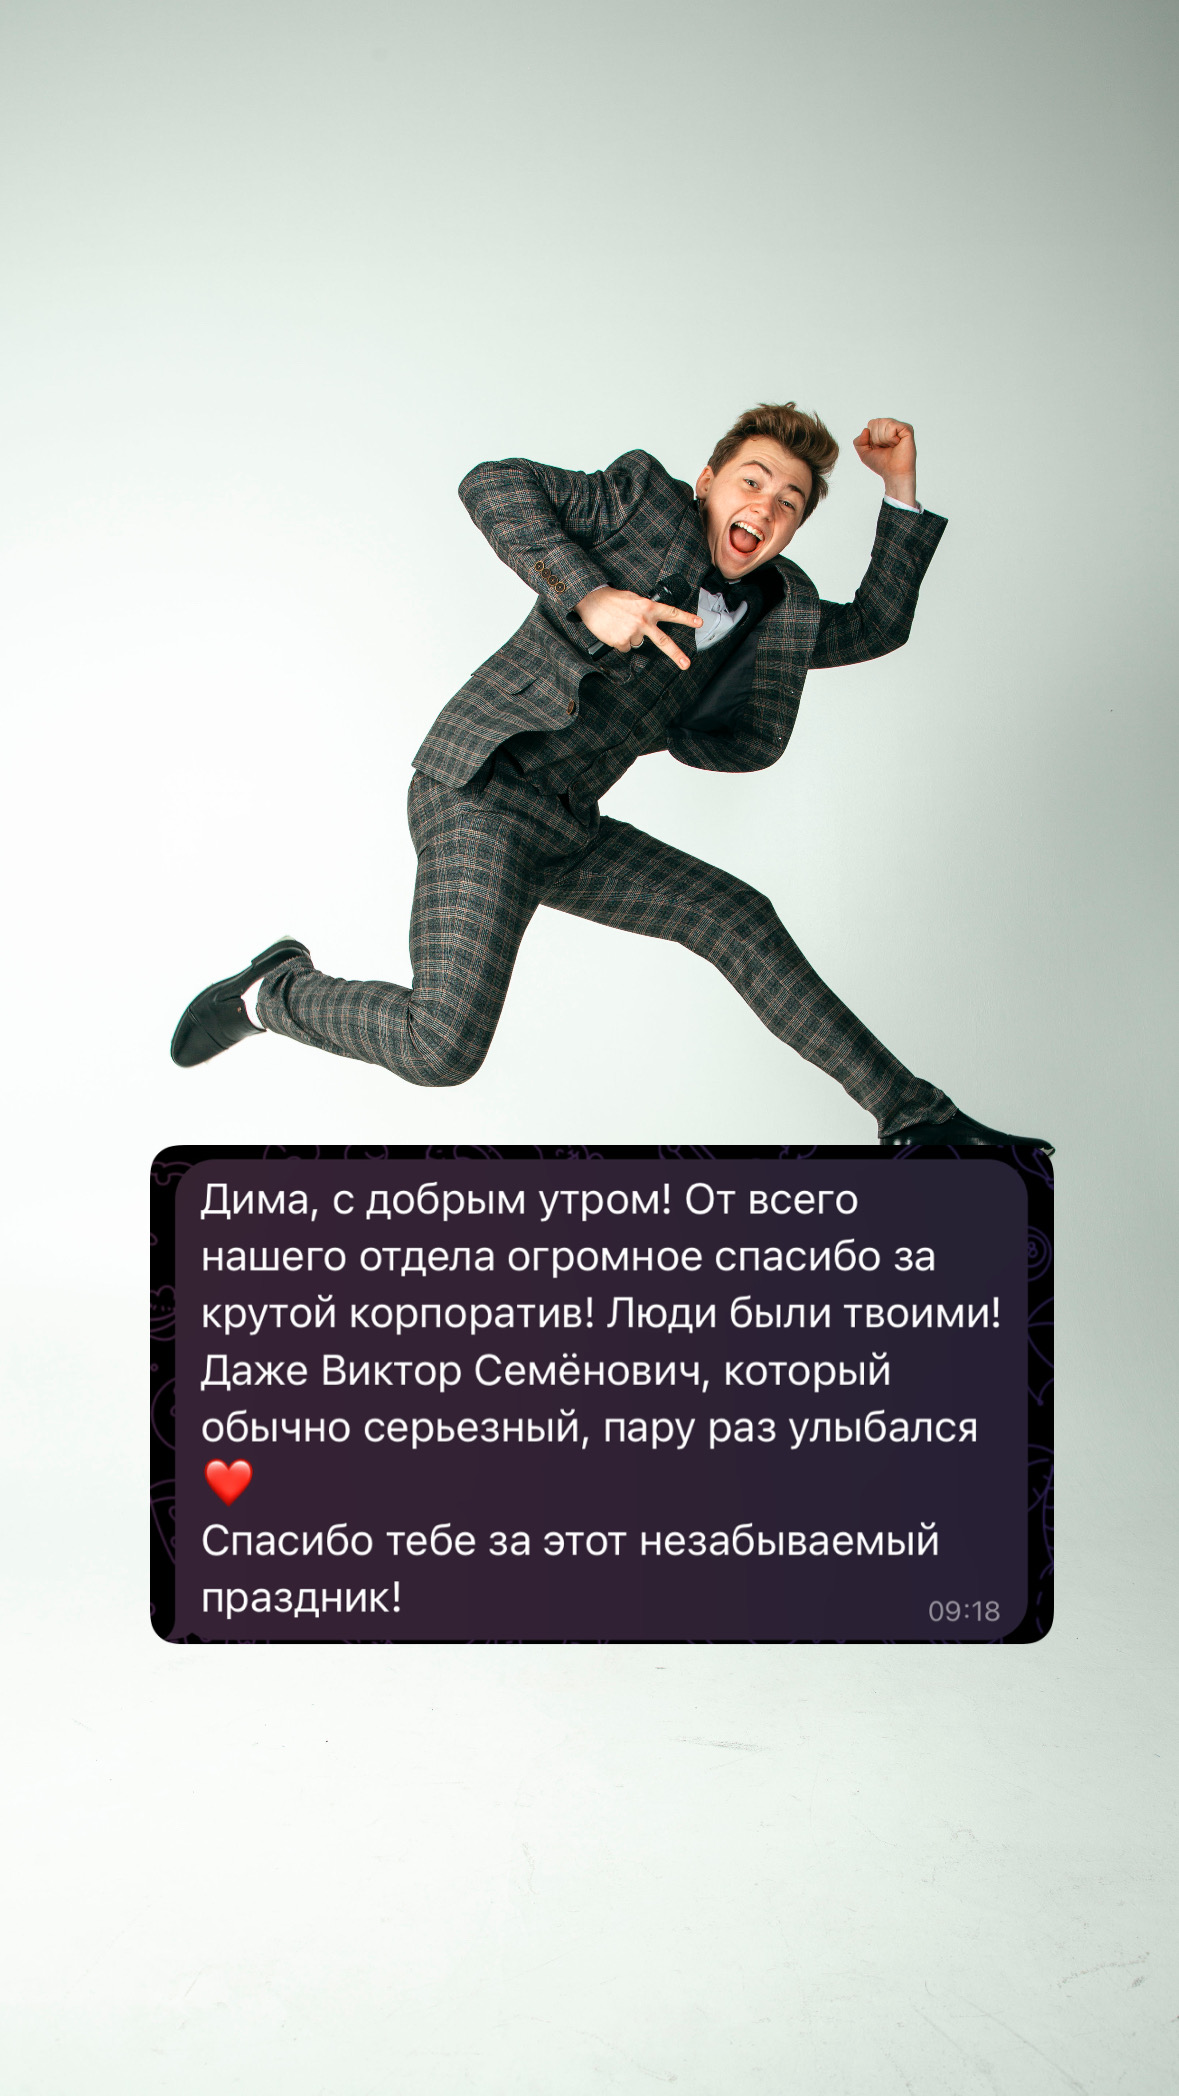 Дима, с добрым утром! От всего
нашего отдела огромное спасибо за
крутой корпоратив! Люди были твоими!
Даже Виктор Семёнович, который
обычно серьезный, пару раз улыбался
❤️
Спасибо тебе за этот незабываемый
праздник!
09:18